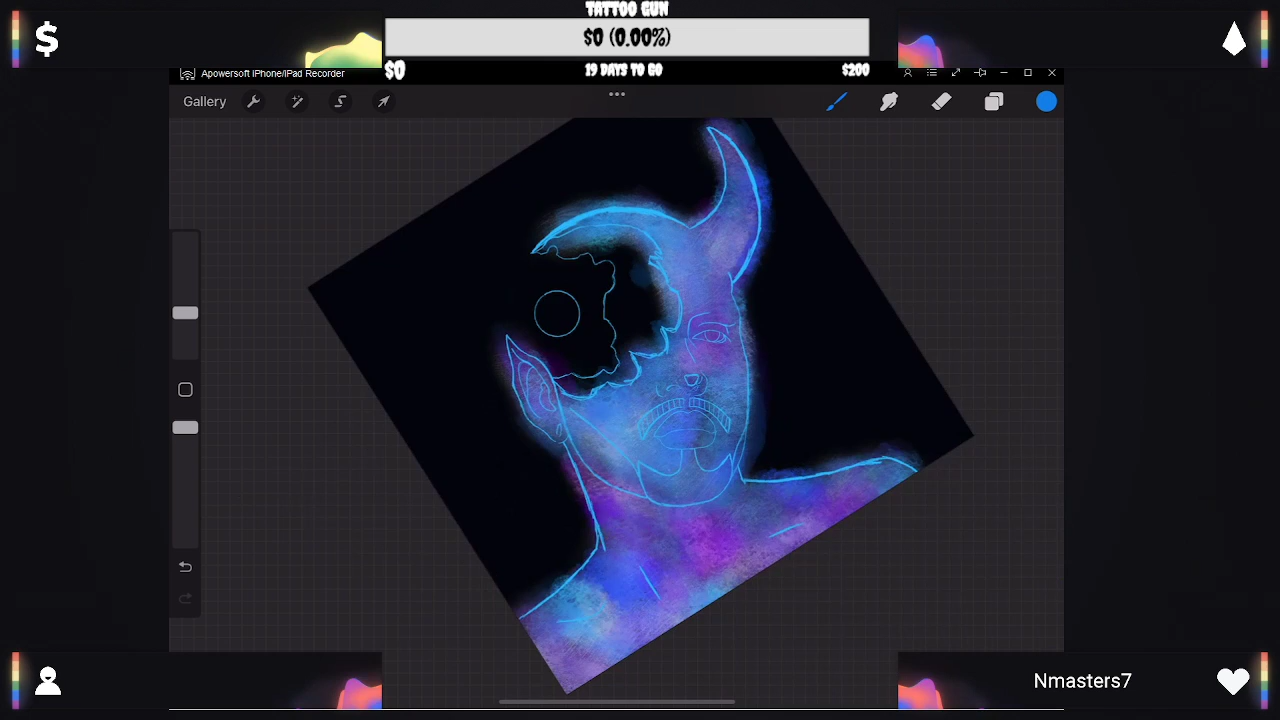 TATTOO GUN
$0 (0.00%)
$0 19 DAYS TO GO $200
Apowersoft iPhone/iPad Recorder
Gallery
Nmasters7